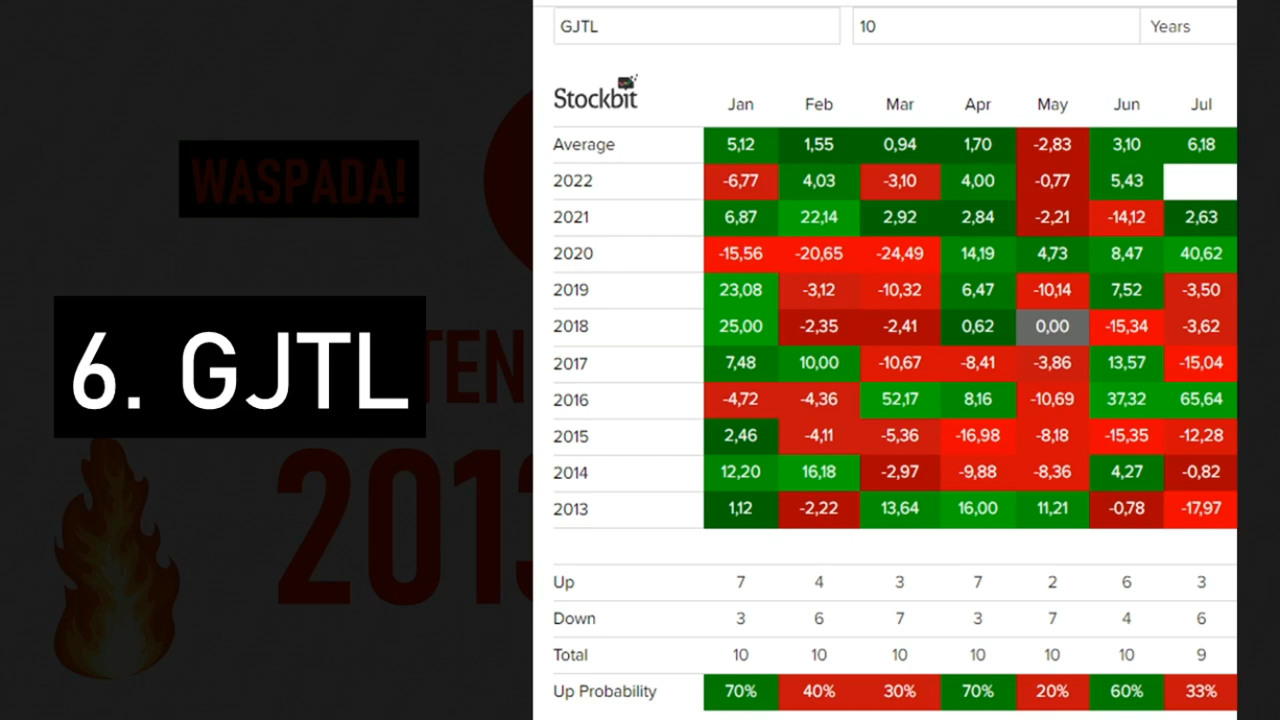 WASPADA!
6. GJTL
TEN
2013
GJTL 10 Years
Stockbit Jan Feb Mar Apr May Jun Jul
Average 5,12 1,55 0,94 1,70 -2,83 3,10 6,18
2022 -6,77 4,03 -3,10 4,00 -0,77 5,43
2021 6,87 22,14 2,92 2,84 -2,21 -14,12 2,63
2020 -15,56 -20,65 -24,49 14,19 4,73 8,47 40,62
2019 23,08 -3,12 -10,32 6,47 -10,14 7,52 -3,50
2018 25,00 -2,35 -2,41 0,62 0,00 -15,34 -3,62
2017 7,48 10,00 -10,67 -8,41 -3,86 13,57 -15,04
2016 -4,72 -4,36 52,17 8,16 -10,69 37,32 65,64
2015 2,46 -4,11 -5,36 -16,98 -8,18 -15,35 -12,28
2014 12,20 16,18 -2,97 -9,88 -8,36 4,27 -0,82
2013 1,12 -2,22 13,64 16,00 11,21 -0,78 -17,97
Up 7 4 3 7 2 6 3
Down 3 6 7 3 7 4 6
Total 10 10 10 10 10 10 9
Up Probability 70% 40% 30% 70% 20% 60% 33%